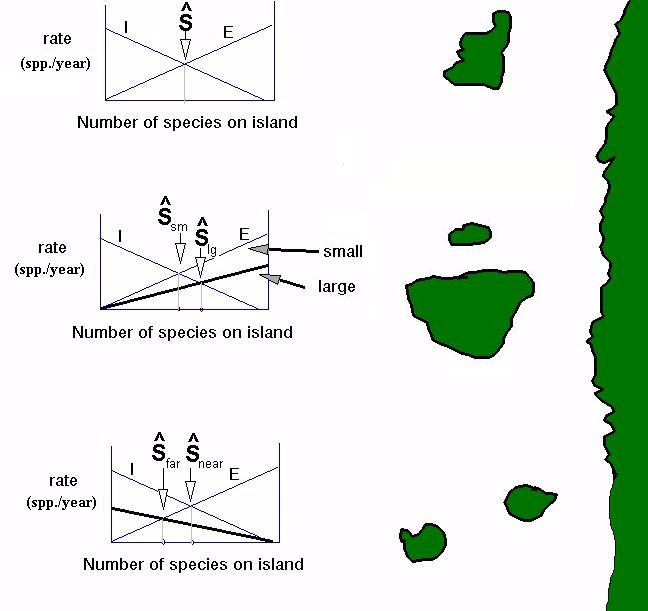 Ŝ
I E
rate
(spp./year)
Number of species on island
Ŝsm
Ŝlg
I E
rate
(spp./year)
small
large
Number of species on island
Ŝfar Ŝnear
I E
rate
(spp./year)
Number of species on island